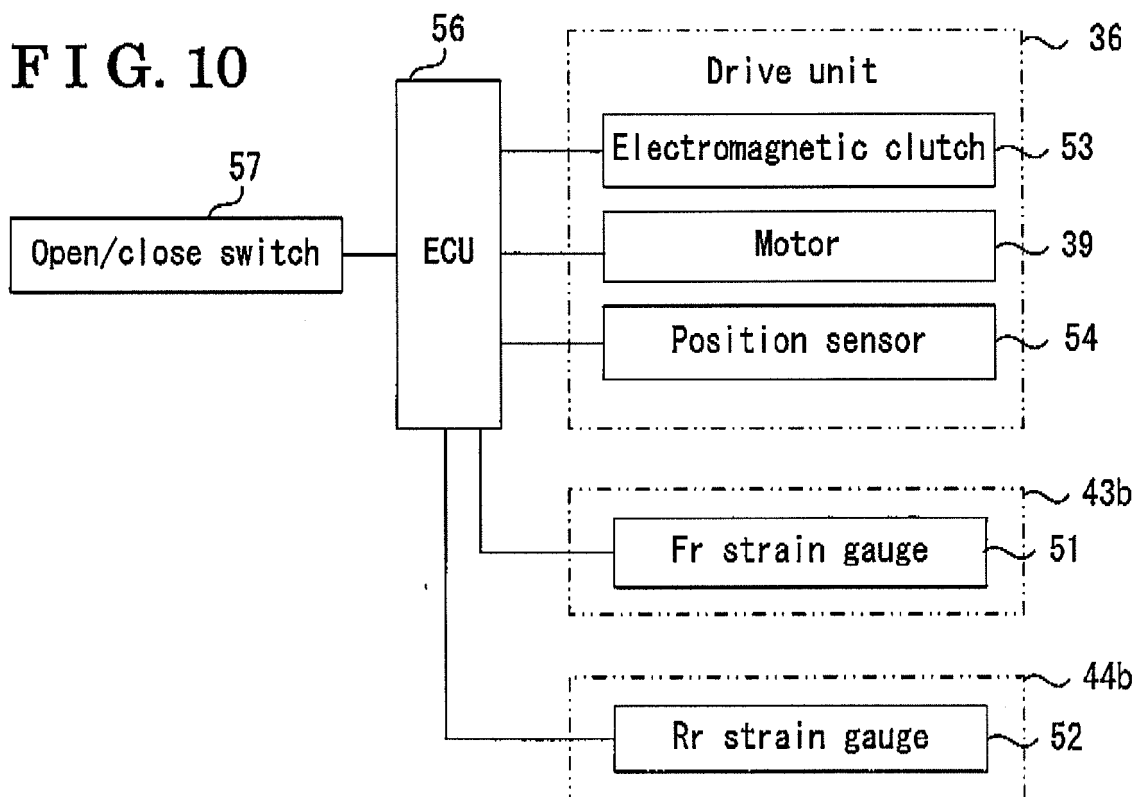 FIG. 10
56
36
Drive unit
Electromagnetic clutch
53
57
Open/close switch
ECU
Motor
39
Position sensor
54
43b
Fr strain gauge
51
44b
Rr strain gauge
52